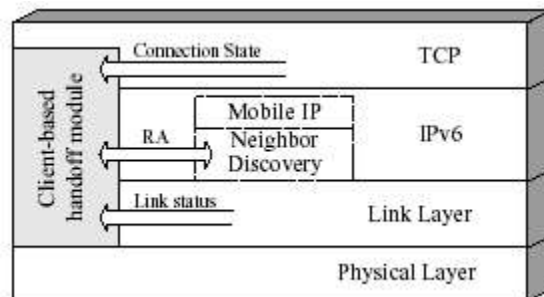 Connection State
TCP
Client-based
handoff module
Mobile IP
RA
Neighbor
Discovery
IPv6
Link status
Link Layer
Physical Layer